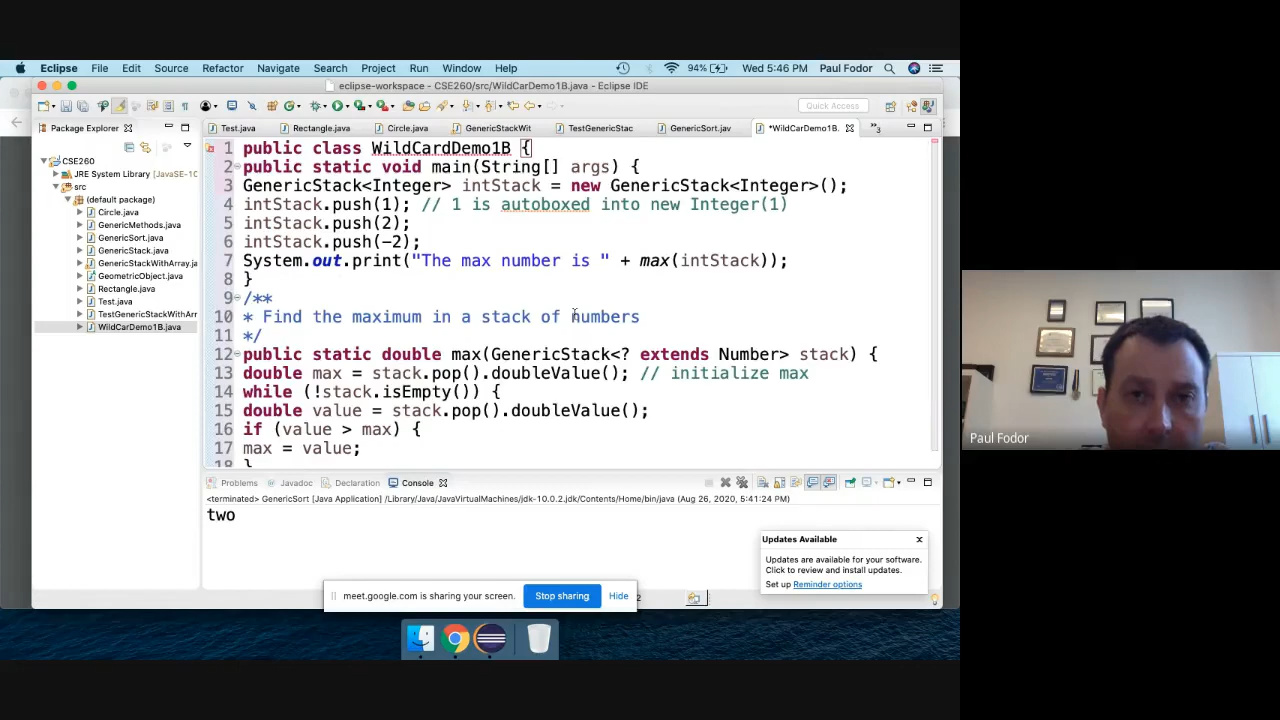 Eclipse File Edit Source Refactor Navigate Search Project Run Window Help 94% Wed 5:46 PM Paul Fodor
eclipse-workspace - CSE260/src/WildCarDemo1B.java - Eclipse IDE
Quick Access
Package Explorer
Test.java Rectangle.java Circle.java GenericStackWit TestGenericStac GenericSort.jav *WildCarDemo1B. 3
CSE260
JRE System Library [JavaSE-1
src
(default package)
Circle.java
GenericMethods.java
GenericSort.java
GenericStack.java
GenericStackWithArray.java
GeometricObject.java
Rectangle.java
Test.java
TestGenericStackWithArr
WildCarDemo1B.java
1 public class WildCardDemo1B {
2 public static void main(String[] args) {
3 GenericStack<Integer> intStack = new GenericStack<Integer>();
4 intStack.push(1); // 1 is autoboxed into new Integer(1)
5 intStack.push(2);
6 intStack.push(-2);
7 System.out.print("The max number is " + max(intStack));
8 }
9 /**
10 * Find the maximum in a stack of numbers
11 */
12 public static double max(GenericStack<? extends Number> stack) {
13 double max = stack.pop().doubleValue(); // initialize max
14 while (!stack.isEmpty()) {
15 double value = stack.pop().doubleValue();
16 if (value > max) {
17 max = value;
18 }
Problems Javadoc Declaration Console
<terminated> GenericSort [Java Application] /Library/Java/JavaVirtualMachines/jdk-10.0.2.jdk/Contents/Home/bin/java (Aug 26, 2020, 5:41:24 PM)
two
Updates Available
Updates are available for your software.
Click to review and install updates.
Set up Reminder options
meet.google.com is sharing your screen. Stop sharing Hide
2
Paul Fodor